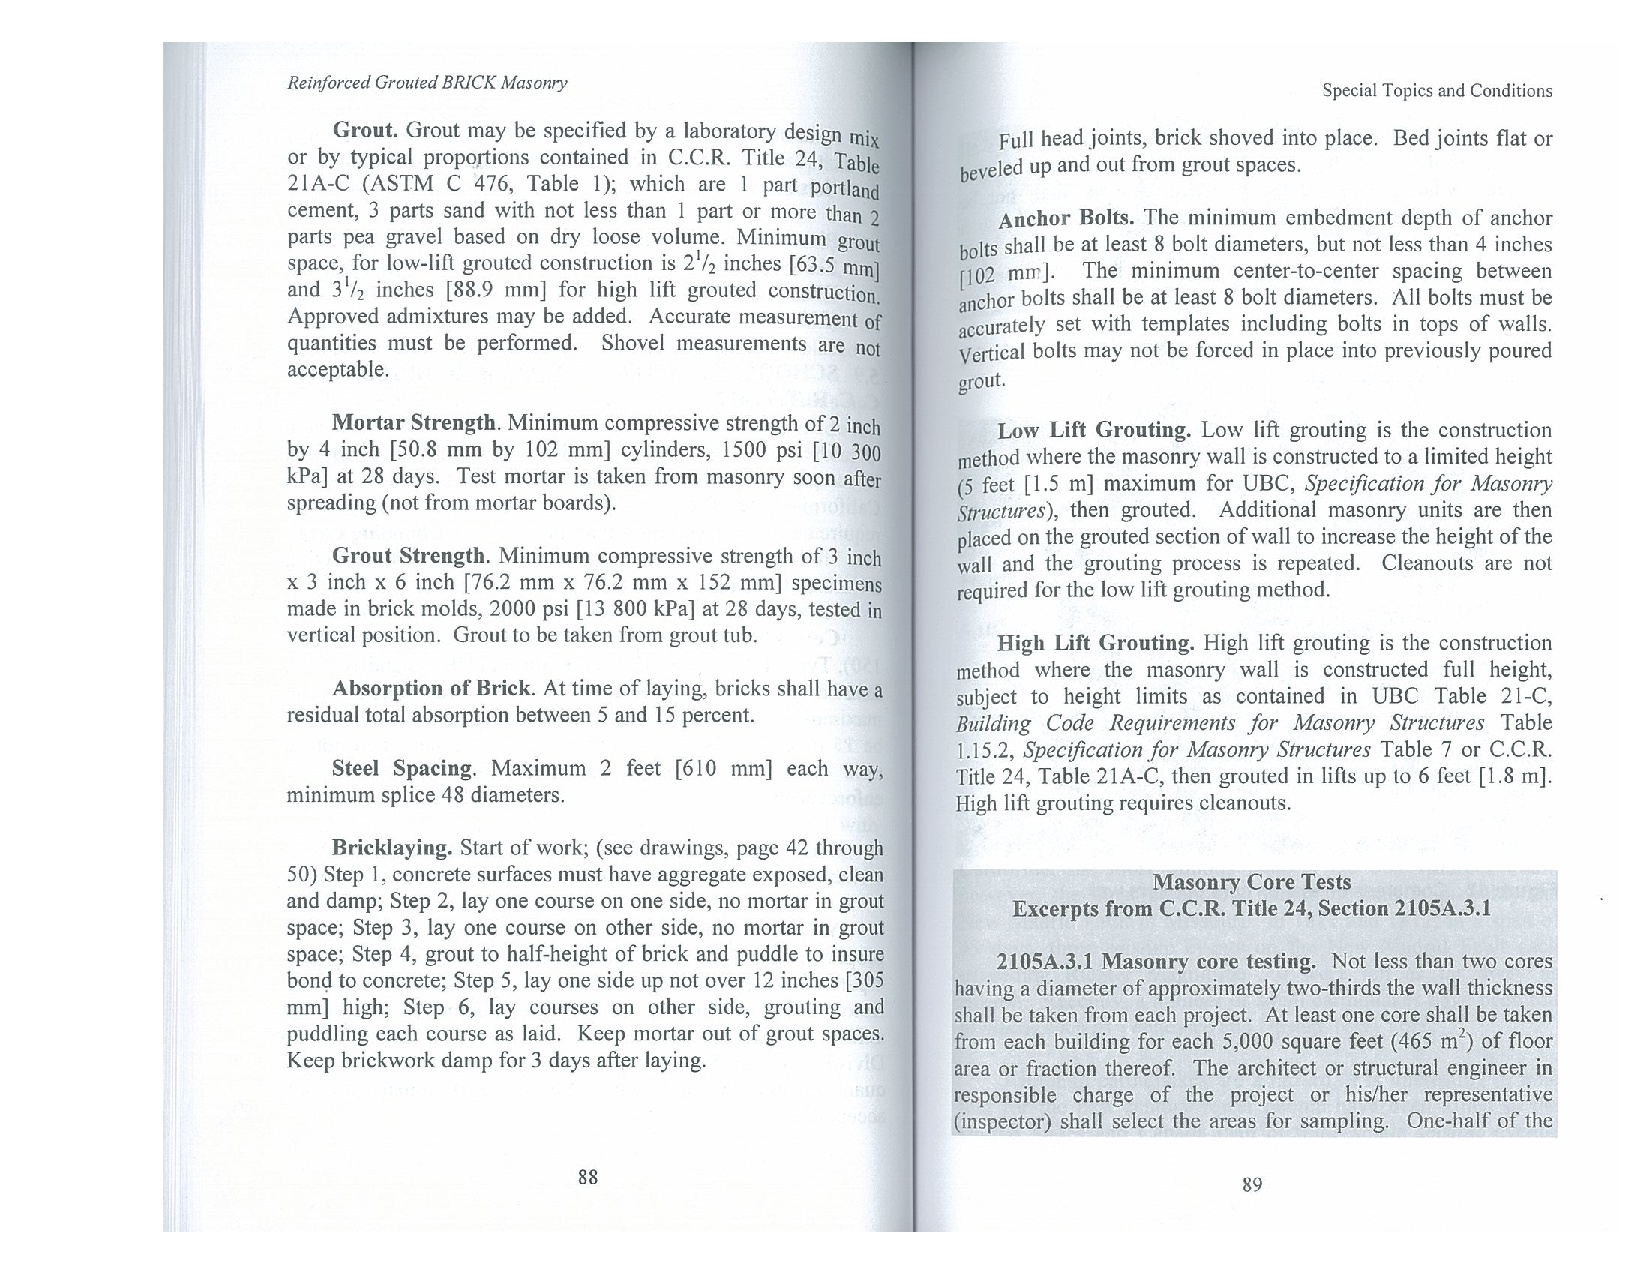 Reinforced Grouted BRICK Masonry
Grout. Grout may be specified by a laboratory design mix
or by typical proportions contained in C.C.R. Title 24, Table
21A-C (ASTM C 476, Table 1); which are 1 part portland
cement, 3 parts sand with not less than 1 part or more than 2
parts pea gravel based on dry loose volume. Minimum grout
space, for low-lift grouted construction is 2 1/2 inches [63.5 mm]
and 3 1/2 inches [88.9 mm] for high lift grouted construction.
Approved admixtures may be added. Accurate measurement of
quantities must be performed. Shovel measurements are not
acceptable.
Mortar Strength. Minimum compressive strength of 2 inch
by 4 inch [50.8 mm by 102 mm] cylinders, 1500 psi [10 300
kPa] at 28 days. Test mortar is taken from masonry soon after
spreading (not from mortar boards).
Grout Strength. Minimum compressive strength of 3 inch
x 3 inch x 6 inch [76.2 mm x 76.2 mm x 152 mm] specimens
made in brick molds, 2000 psi [13 800 kPa] at 28 days, tested in
vertical position. Grout to be taken from grout tub.
Absorption of Brick. At time of laying, bricks shall have a
residual total absorption between 5 and 15 percent.
Steel Spacing. Maximum 2 feet [610 mm] each way,
minimum splice 48 diameters.
Bricklaying. Start of work; (see drawings, page 42 through
50) Step 1, concrete surfaces must have aggregate exposed, clean
and damp; Step 2, lay one course on one side, no mortar in grout
space; Step 3, lay one course on other side, no mortar in grout
space; Step 4, grout to half-height of brick and puddle to insure
bond to concrete; Step 5, lay one side up not over 12 inches [305
mm] high; Step 6, lay courses on other side, grouting and
puddling each course as laid. Keep mortar out of grout spaces.
Keep brickwork damp for 3 days after laying.
88
Special Topics and Conditions
Full head joints, brick shoved into place. Bed joints flat or
beveled up and out from grout spaces.
Anchor Bolts. The minimum embedment depth of anchor
bolts shall be at least 8 bolt diameters, but not less than 4 inches
[102 mm]. The minimum center-to-center spacing between
anchor bolts shall be at least 8 bolt diameters. All bolts must be
accurately set with templates including bolts in tops of walls.
Vertical bolts may not be forced in place into previously poured
grout.
Low Lift Grouting. Low lift grouting is the construction
method where the masonry wall is constructed to a limited height
(5 feet [1.5 m] maximum for UBC, Specification for Masonry
Structures), then grouted. Additional masonry units are then
placed on the grouted section of wall to increase the height of the
wall and the grouting process is repeated. Cleanouts are not
required for the low lift grouting method.
High Lift Grouting. High lift grouting is the construction
method where the masonry wall is constructed full height,
subject to height limits as contained in UBC Table 21-C,
Building Code Requirements for Masonry Structures Table
1.15.2, Specification for Masonry Structures Table 7 or C.C.R.
Title 24, Table 21A-C, then grouted in lifts up to 6 feet [1.8 m].
High lift grouting requires cleanouts.
Masonry Core Tests
Excerpts from C.C.R. Title 24, Section 2105A.3.1
2105A.3.1 Masonry core testing. Not less than two cores
having a diameter of approximately two-thirds the wall thickness
shall be taken from each project. At least one core shall be taken
from each building for each 5,000 square feet (465 m²) of floor
area or fraction thereof. The architect or structural engineer in
responsible charge of the project or his/her representative
(inspector) shall select the areas for sampling. One-half of the
89